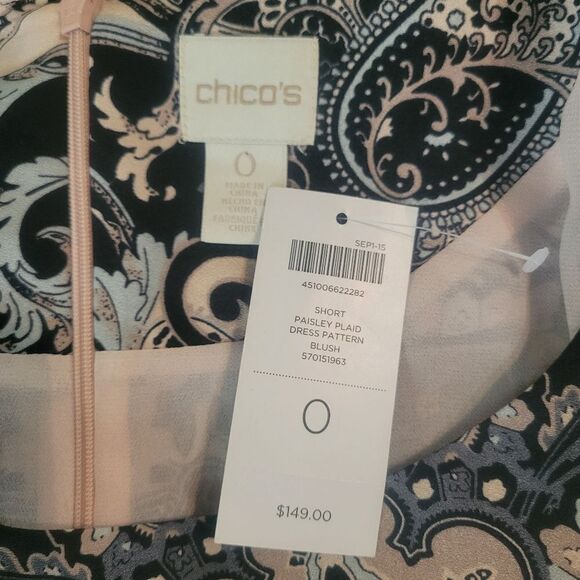 chico's
0
MADE IN
CHINA
HECHO EN
CHINA
FABRIQUÉ
CHINE
SEP1-15
451006622282
SHORT
PAISLEY PLAID
DRESS PATTERN
BLUSH
570151963
0
$149.00